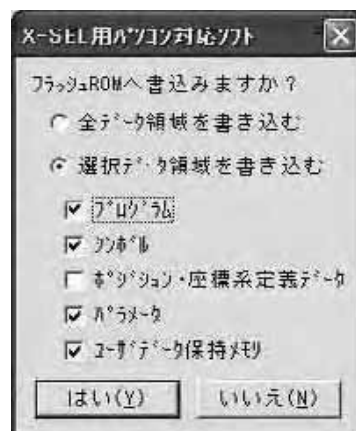 X-SEL用ﾊﾟｿｺﾝ対応ｿﾌﾄ
ﾌﾗｯｼｭROMへ書込みますか？
全ﾃﾞｰﾀ領域を書き込む
選択ﾃﾞｰﾀ領域を書き込む
ﾌﾟﾛｸﾞﾗﾑ
ｼﾝﾎﾞﾙ
ﾎﾟｼﾞｼｮﾝ・座標系定義ﾃﾞｰﾀ
ﾊﾟﾗﾒｰﾀ
ﾕｰｻﾞﾃﾞｰﾀ保持ﾒﾓﾘ
はい(Y)
いいえ(N)